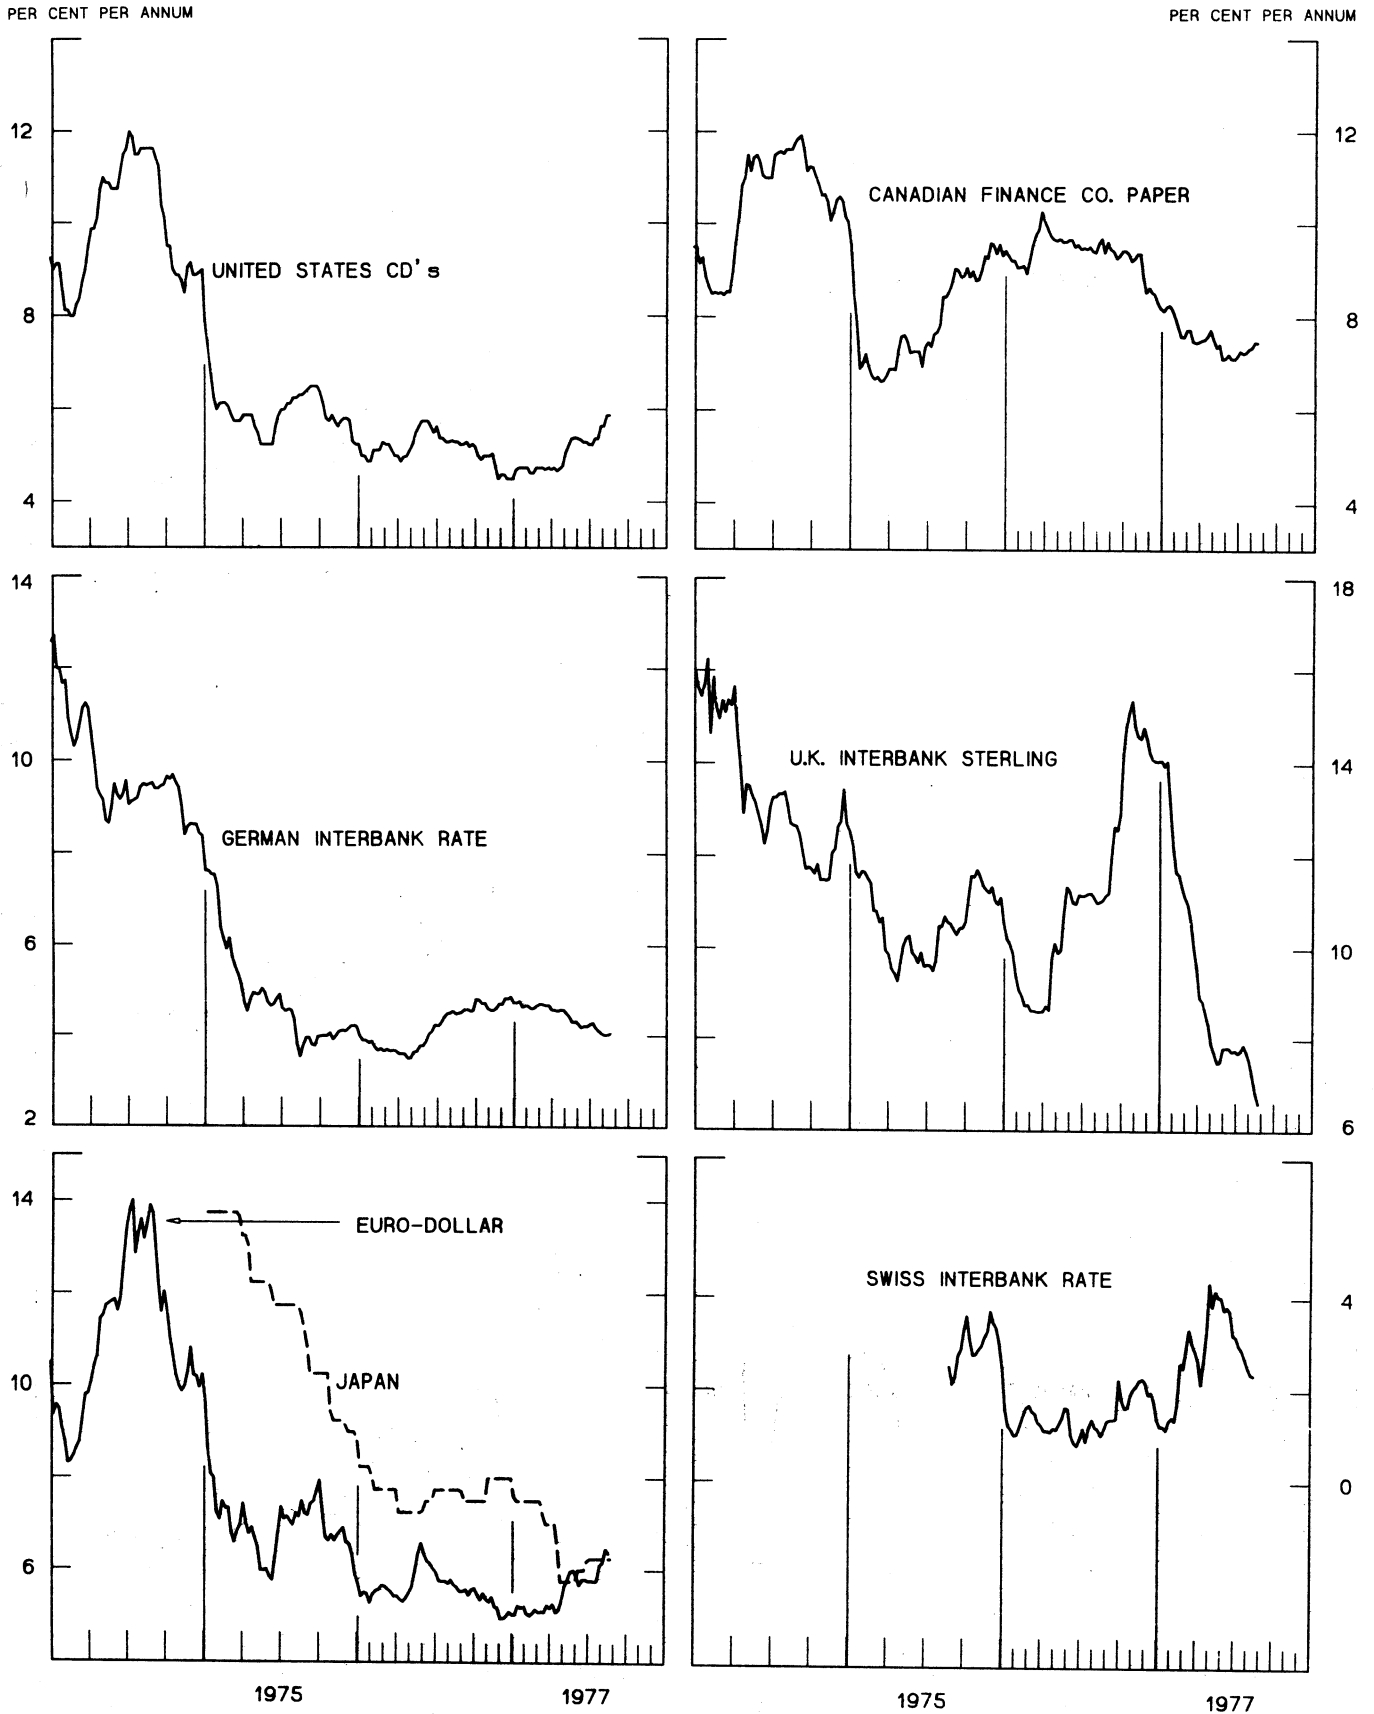 PER CENT PER ANNUM
PER CENT PER ANNUM
12
8
4
UNITED STATES CD's
CANADIAN FINANCE CO. PAPER
12
8
4
14
10
6
2
GERMAN INTERBANK RATE
U.K. INTERBANK STERLING
18
14
10
6
14
10
6
EURO-DOLLAR
JAPAN
1975
1977
SWISS INTERBANK RATE
4
0
1975
1977